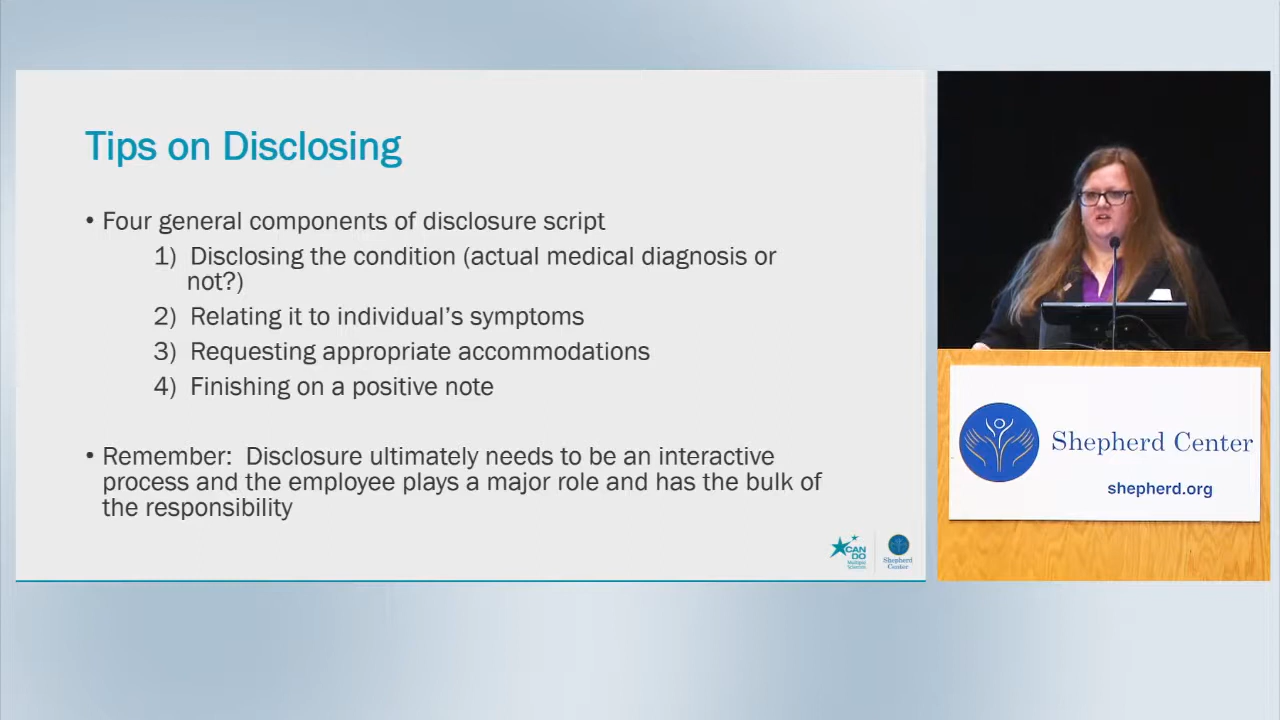 Tips on Disclosing
• Four general components of disclosure script
1) Disclosing the condition (actual medical diagnosis or
not?)
2) Relating it to individual's symptoms
3) Requesting appropriate accommodations
4) Finishing on a positive note
• Remember: Disclosure ultimately needs to be an interactive
process and the employee plays a major role and has the bulk of
the responsibility
CAN
DO
Multiple
Sclerosis
Shepherd
Center
Shepherd Center
shepherd.org